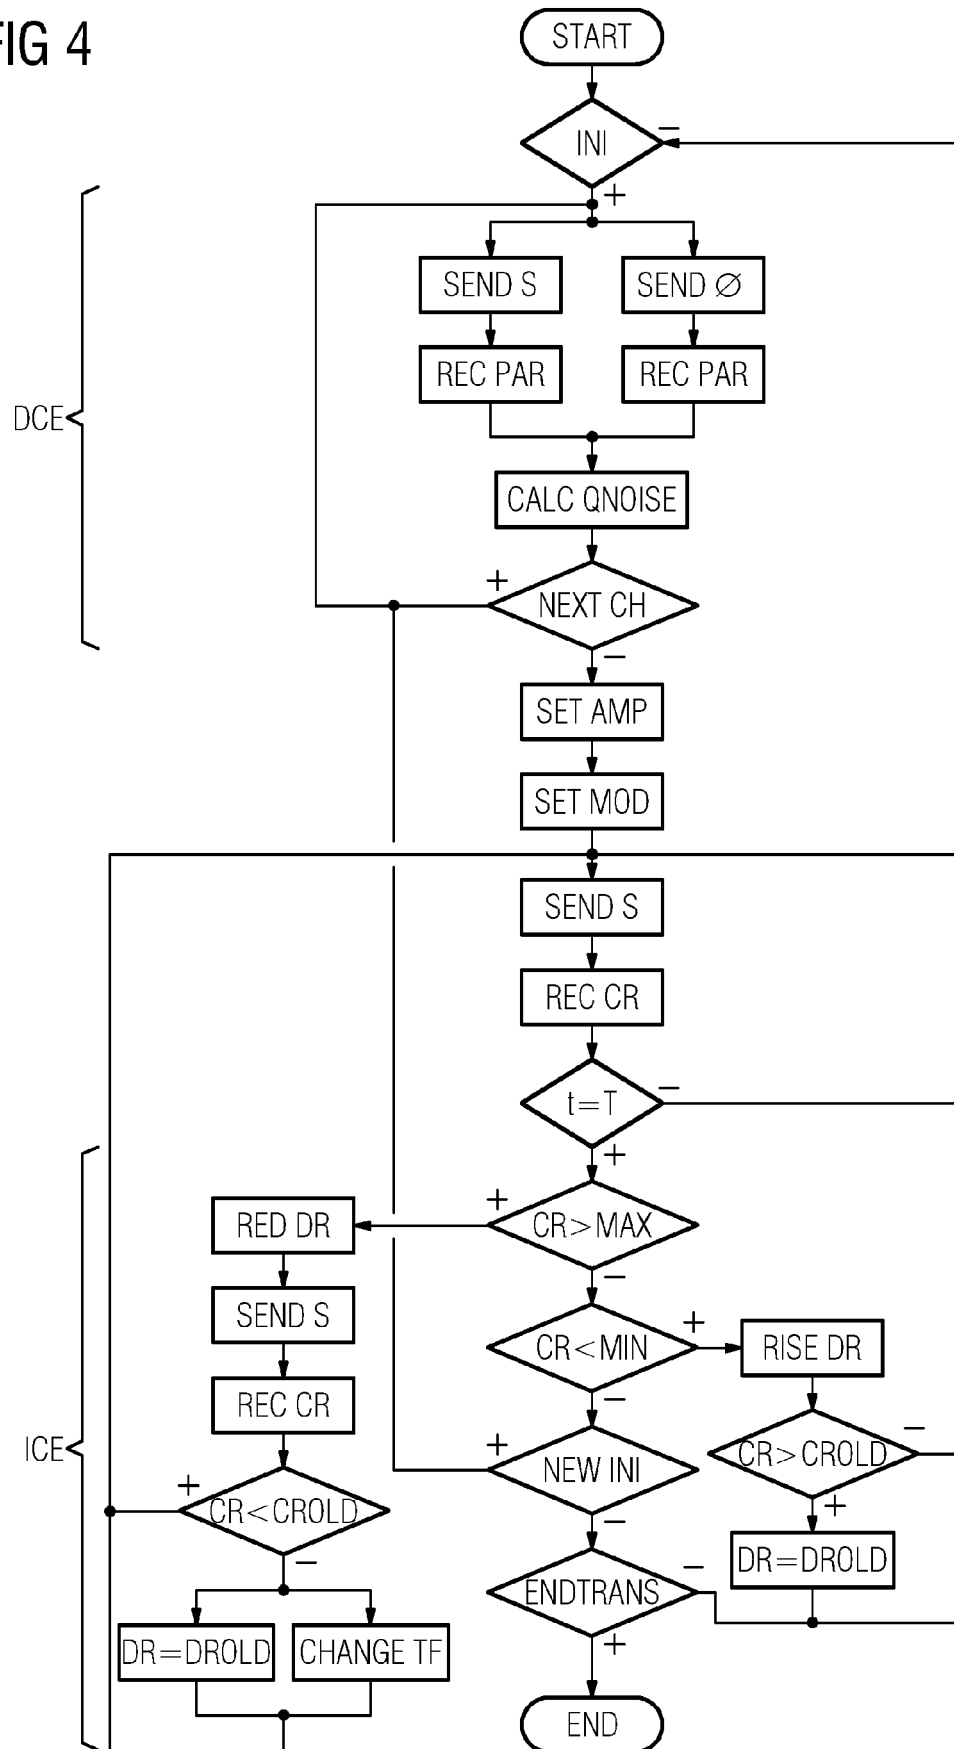 FIG 4
START
INI
−
+
SEND S
SEND Ø
REC PAR
REC PAR
DCE
CALC QNOISE
+
NEXT CH
−
SET AMP
SET MOD
SEND S
REC CR
t=T
−
+
RED DR
+
CR>MAX
−
SEND S
CR<MIN
+
RISE DR
−
REC CR
ICE
+
NEW INI
−
CR>CROLD
−
+
+
CR<CROLD
−
ENDTRANS
−
+
DR=DROLD
DR=DROLD
CHANGE TF
END